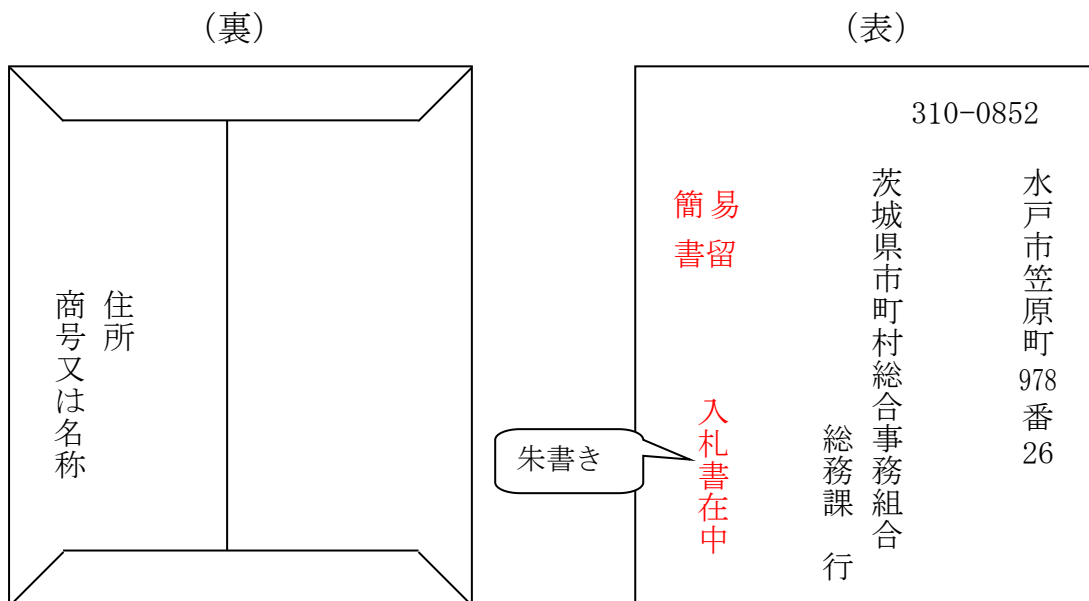 （裏）
住所
商号又は名称
（表）
310-0852
水戸市笠原町978番26
茨城県市町村総合事務組合
総務課　行
簡易
書留
入札書在中
朱書き